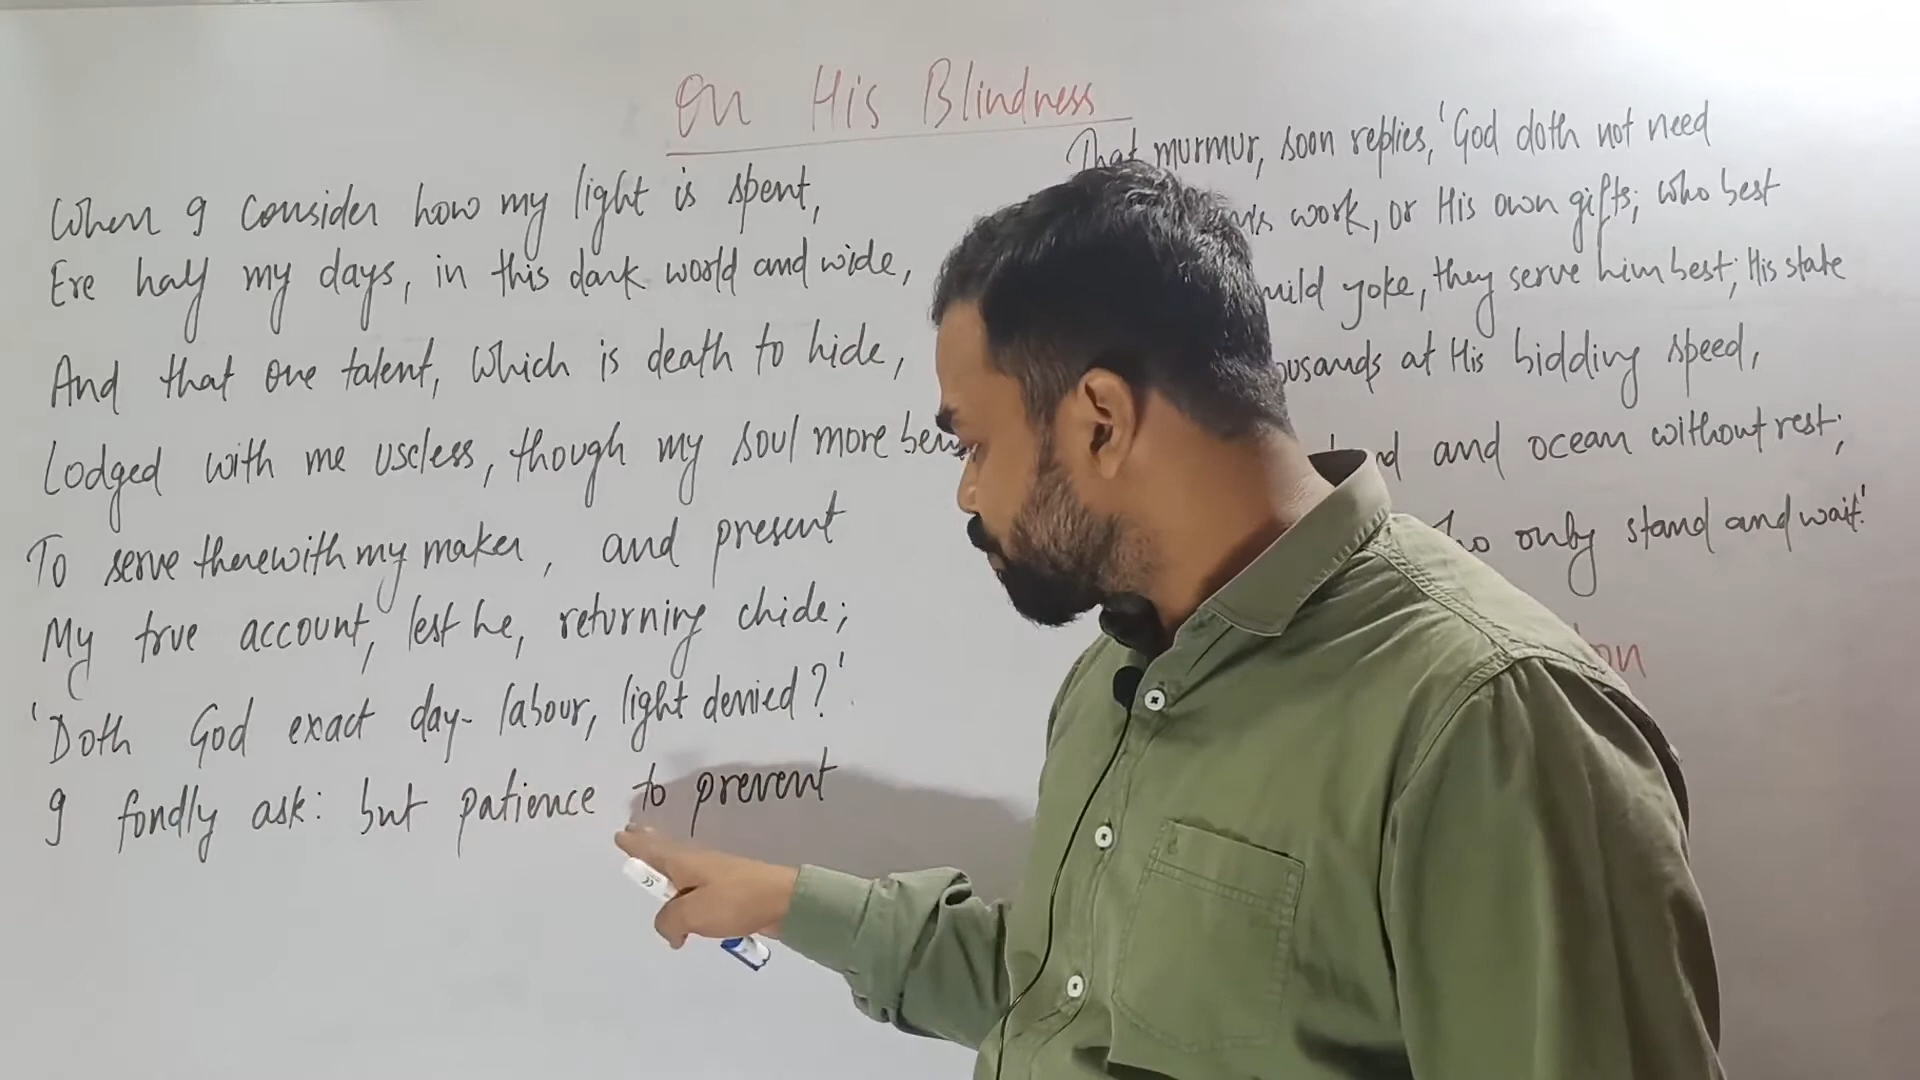 On His Blindness
When I consider how my light is spent,
Ere half my days, in this dark world and wide,
And that one talent, which is death to hide,
Lodged with me useless, though my soul more
To serve therewith my maker, and present
My true account, lest he, returning chide;
'Doth God exact day-labour, light denied?'
I fondly ask: but patience to prevent
That murmur, soon replies, 'God doth not need
work, or His own gifts; who best
mild yoke, they serve him best; His state
at His bidding speed,
and ocean without rest;
only stand and wait.'